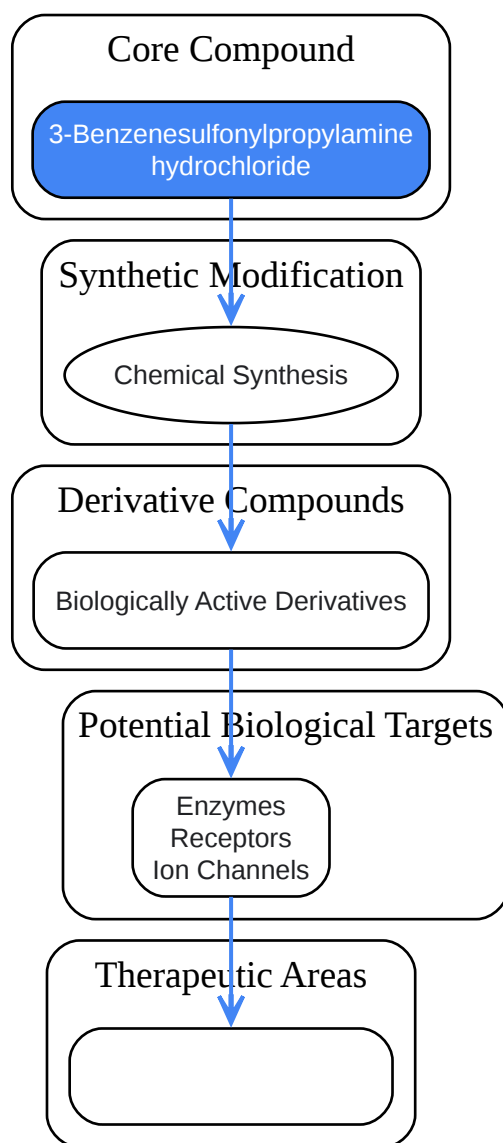 Core Compound
3-Benzenesulfonylpropylamine
hydrochloride
Synthetic Modification
Chemical Synthesis
Derivative Compounds
Biologically Active Derivatives
Potential Biological Targets
Enzymes
Receptors
Ion Channels
Therapeutic Areas